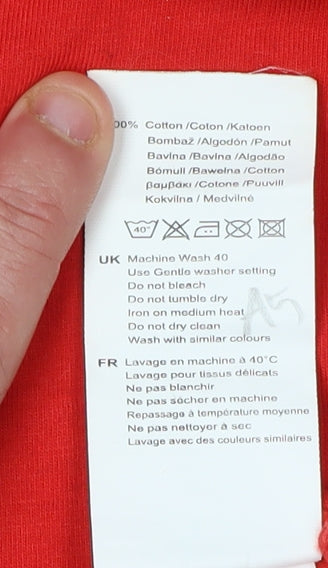 00% Cotton /Coton /Katoen
Bombaž /Algodón /Pamut
Bavlna /Bavlna /Algodão
Bómull /Bawełna /Cotton
βαμβάκι /Cotone /Puuvill
Kokvilna / Medvilnė
40°
UK Machine Wash 40
Use Gentle washer setting
Do not bleach
Do not tumble dry
Iron on medium heat
Do not dry clean
Wash with similar colours
A5
FR Lavage en machine à 40°C
Lavage pour tissus délicats
Ne pas blanchir
Ne pas sécher en machine
Repassage à température moyenne
Ne pas nettoyer à sec
Lavage avec des couleurs similaires